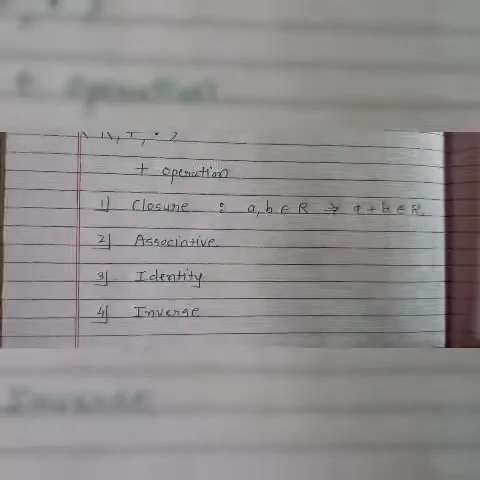 + operation
1] Closure : a, b ∈ R ⇒ a + b ∈ R.
2] Associative.
3] Identity
4] Inverse